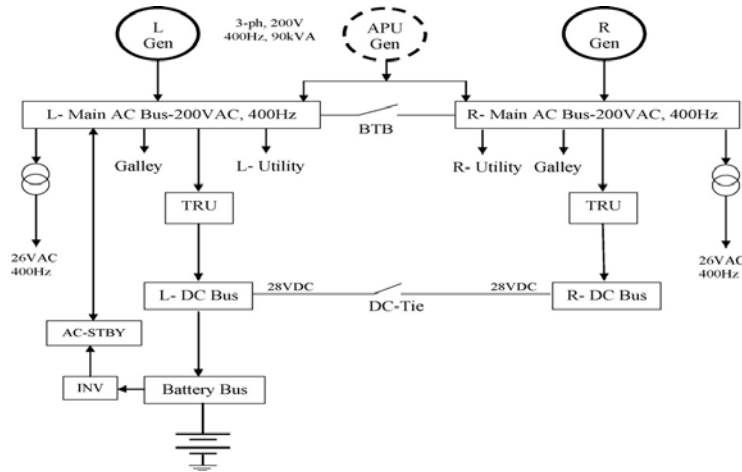 L
Gen
3-ph, 200V
400Hz, 90kVA
APU
Gen
R
Gen
L- Main AC Bus-200VAC, 400Hz
BTB
R- Main AC Bus-200VAC, 400Hz
Galley
L- Utility
R- Utility
Galley
TRU
TRU
26VAC
400Hz
26VAC
400Hz
L- DC Bus
28VDC
DC-Tie
28VDC
R- DC Bus
AC-STBY
INV
Battery Bus